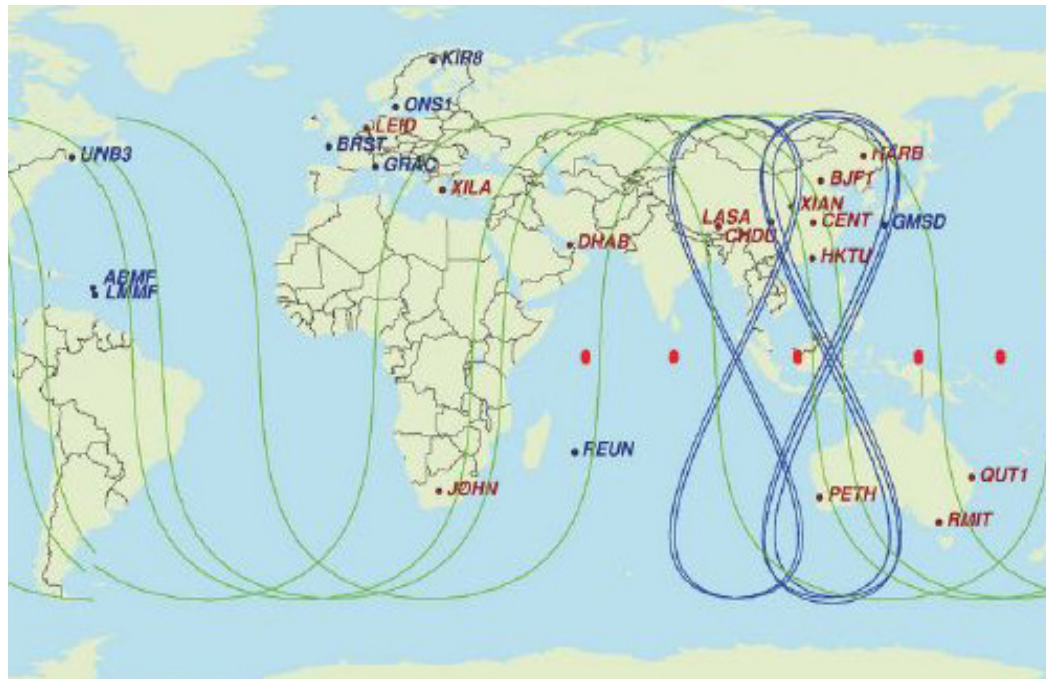 KIR8
ONS1
LEID
BRST
UNB3
GRAC
HARB
BJF1
XILA
XIAN
LASA
CENT
GMSD
CHDU
DHAB
HKTU
ABMF
LMMF
REUN
QUT1
JOHN
PETH
RMIT